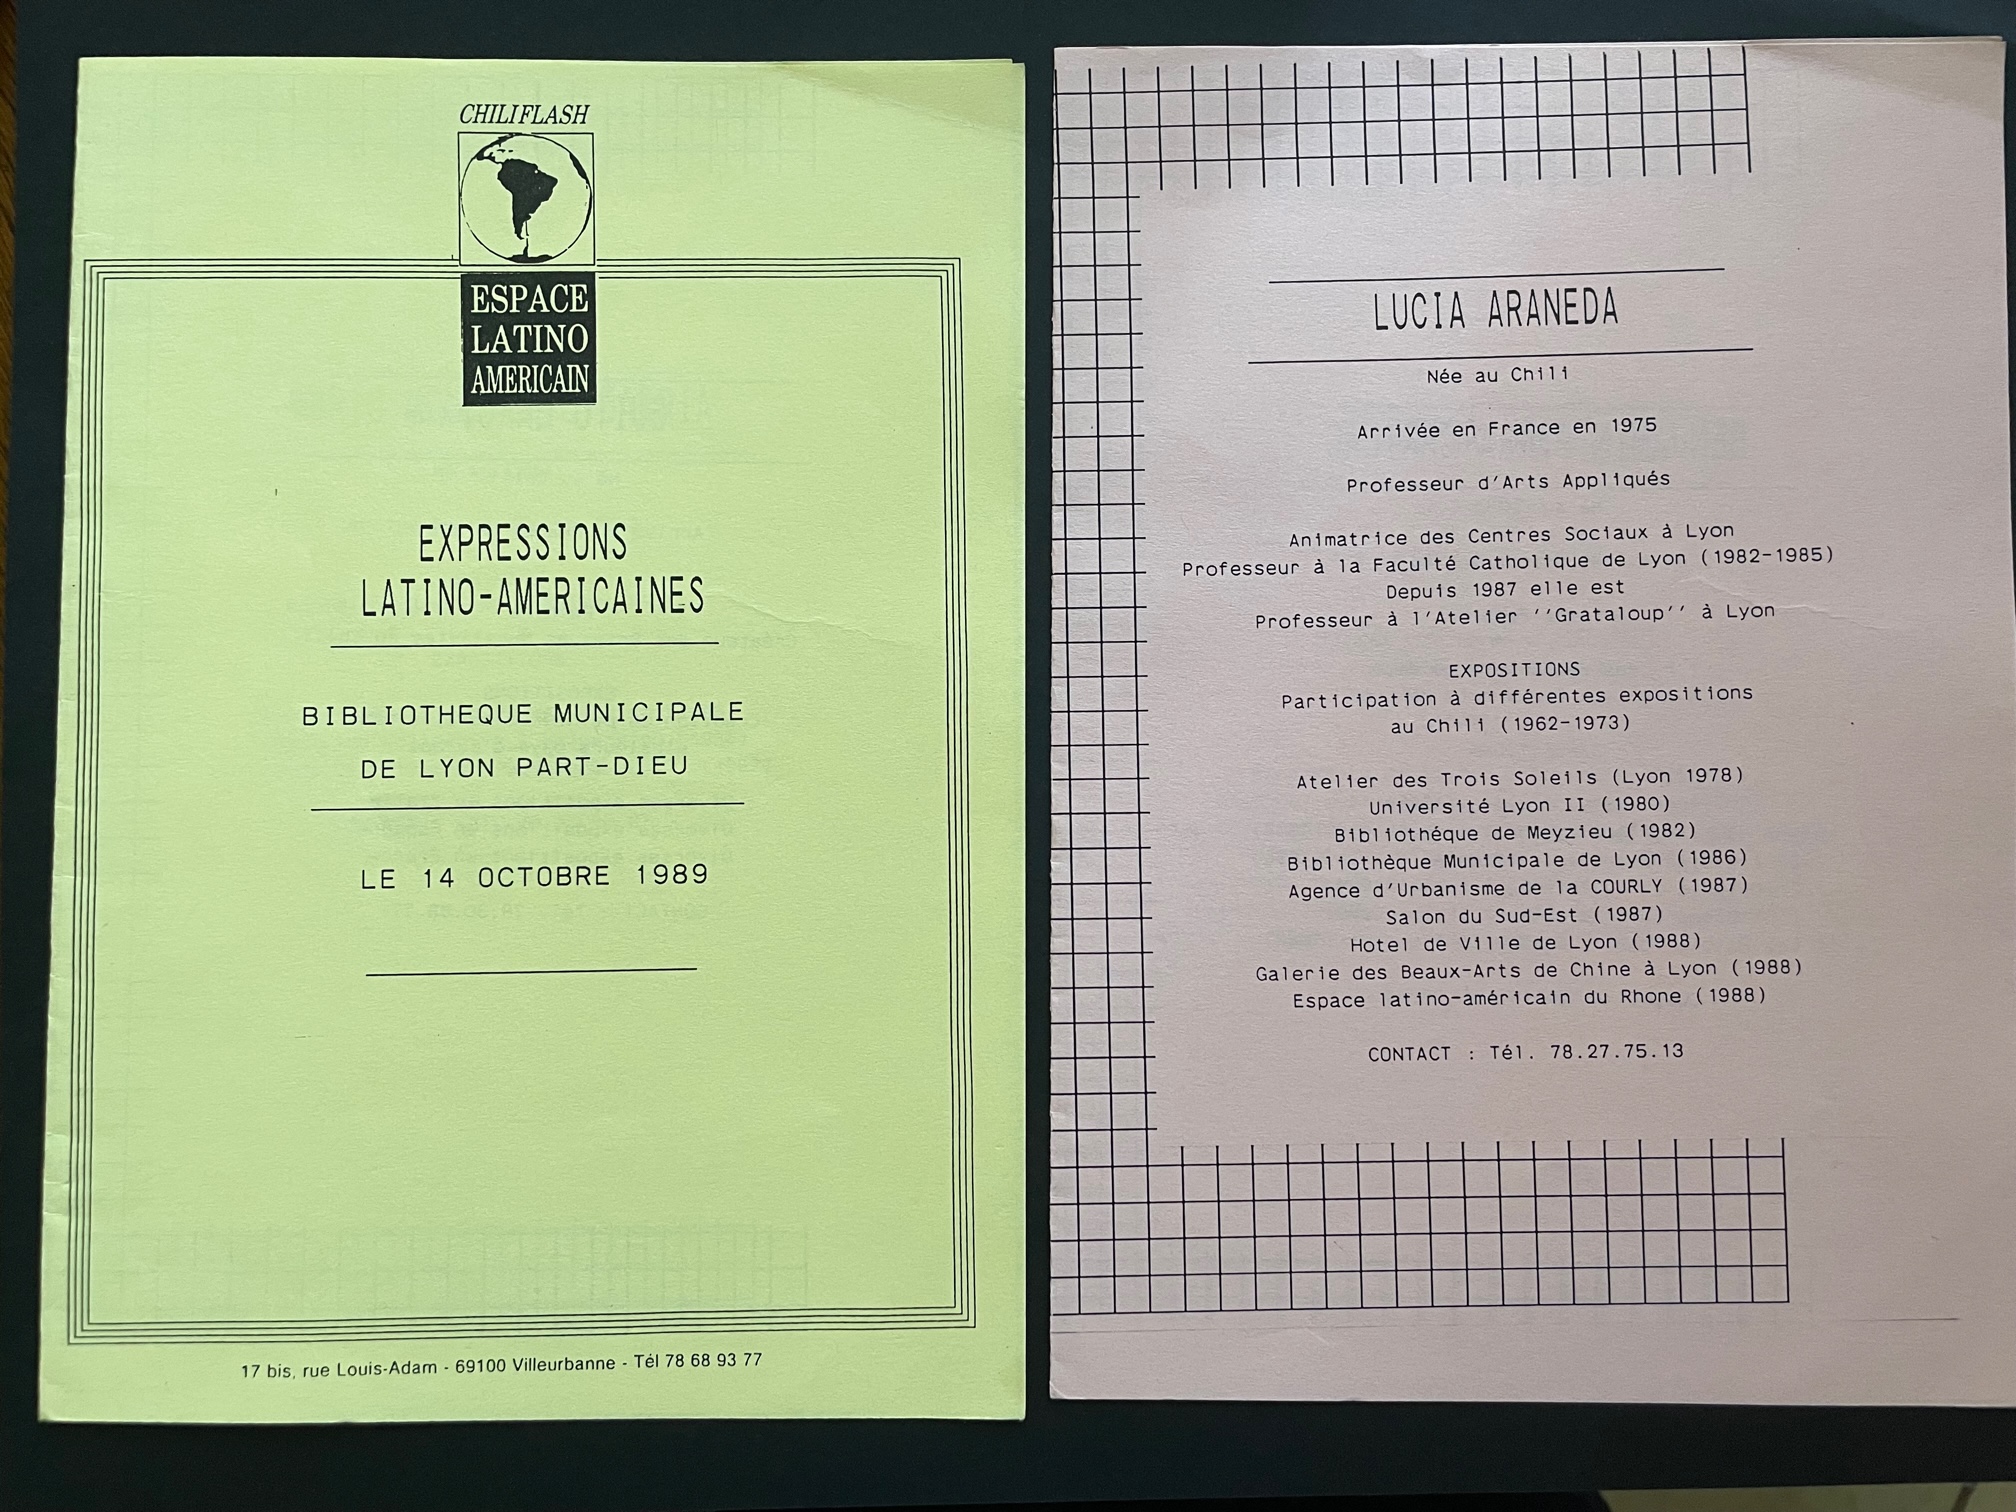 CHILIFLASH
ESPACE
LATINO
AMERICAIN
EXPRESSIONS
LATINO-AMERICAINES
BIBLIOTHEQUE MUNICIPALE
DE LYON PART-DIEU
LE 14 OCTOBRE 1989
17 bis, rue Louis-Adam - 69100 Villeurbanne - Tél 78 68 93 77
LUCIA ARANEDA
Née au Chili
Arrivée en France en 1975
Professeur d'Arts Appliqués
Animatrice des Centres Sociaux à Lyon
Professeur à la Faculté Catholique de Lyon (1982-1985)
Depuis 1987 elle est
Professeur à l'Atelier ''Grataloup'' à Lyon
EXPOSITIONS
Participation à différentes expositions
au Chili (1962-1973)
Atelier des Trois Soleils (Lyon 1978)
Université Lyon II (1980)
Bibliothéque de Meyzieu (1982)
Bibliothèque Municipale de Lyon (1986)
Agence d'Urbanisme de la COURLY (1987)
Salon du Sud-Est (1987)
Hotel de Ville de Lyon (1988)
Galerie des Beaux-Arts de Chine à Lyon (1988)
Espace latino-américain du Rhone (1988)
CONTACT : Tél. 78.27.75.13